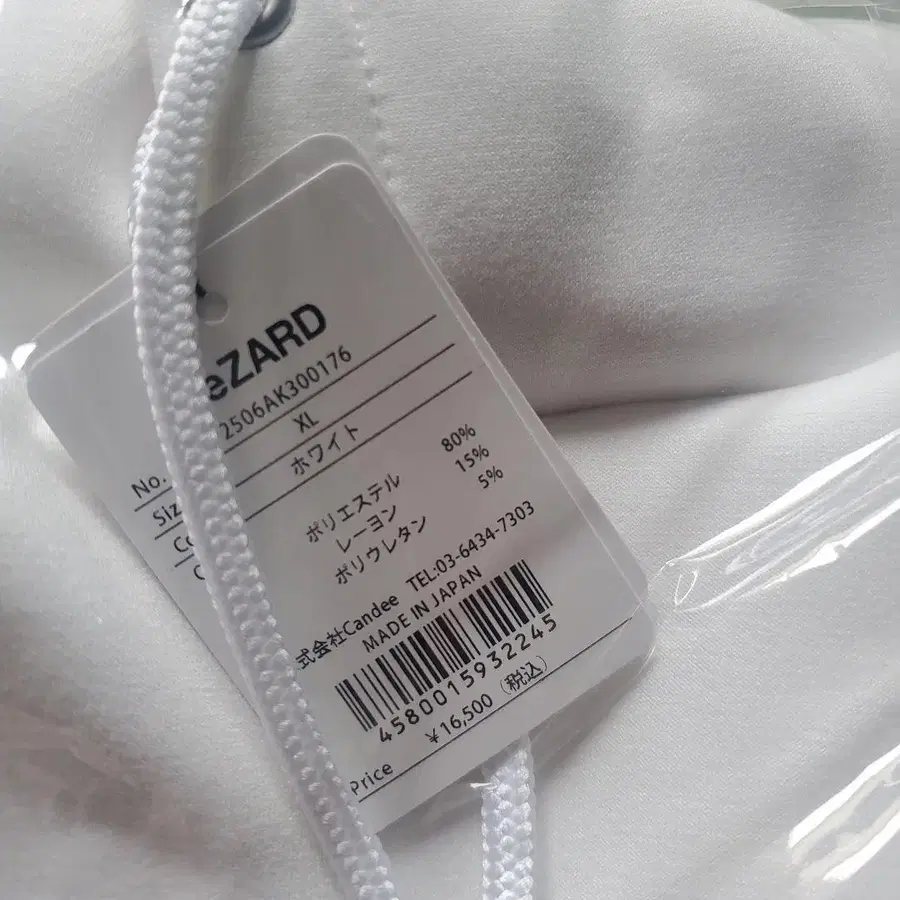 eZARD
No. 2506AK300176
Siz XL
Co ホワイト
ポリエステル 80%
レーヨン 15%
ポリウレタン 5%
式会社Candee TEL:03-6434-7303
MADE IN JAPAN
4580015932245
Price ¥16,500 (税込)